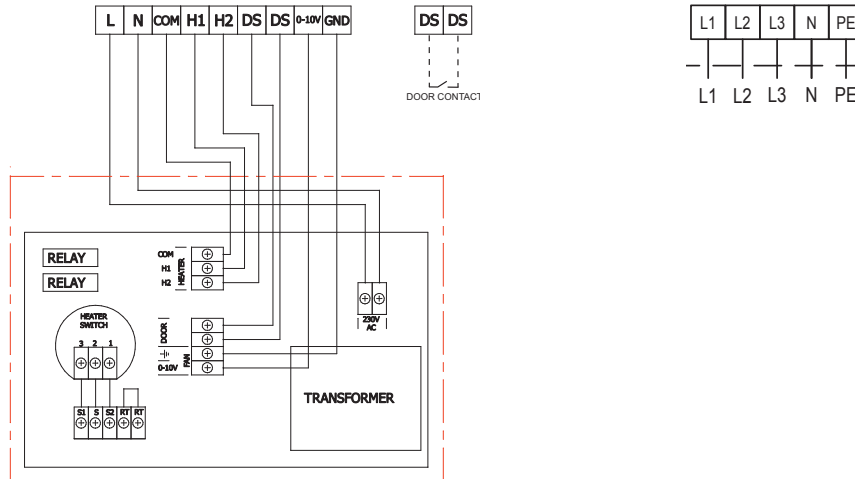 L N COM H1 H2 DS DS 0-10V GND
DS DS
DOOR CONTACT
L1 L2 L3 N PE
L1 L2 L3 N PE
RELAY
RELAY
COM
H1
H2
HEATER
HEATER
SWITCH
3 2 1
DOOR
FAN
0-10V
230V
AC
S1 S S2 RT RT
TRANSFORMER